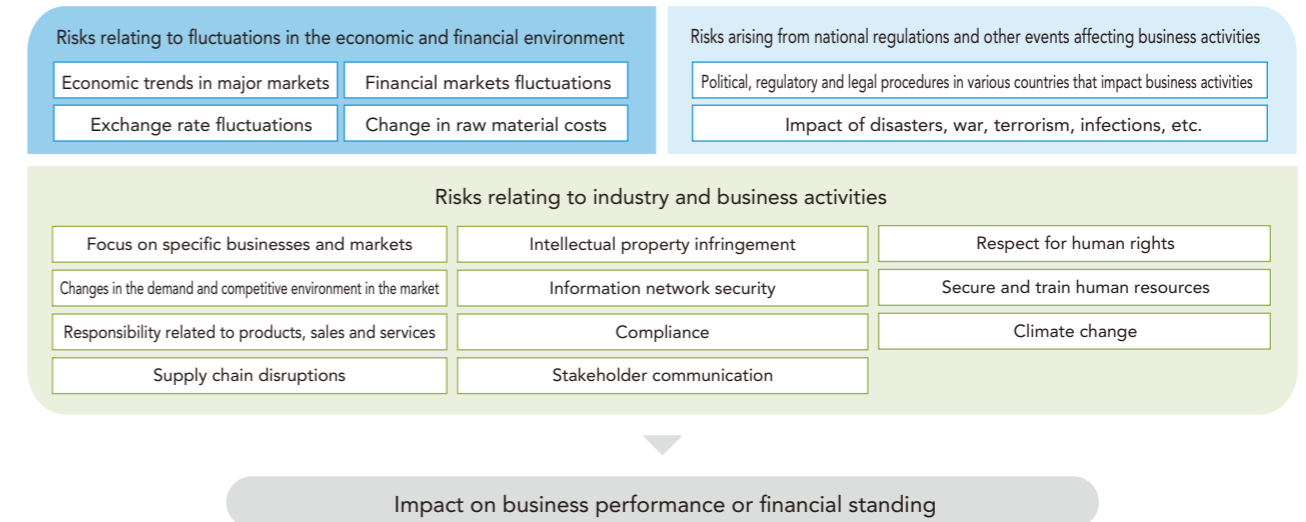 Risks relating to fluctuations in the economic and financial environment
Economic trends in major markets
Financial markets fluctuations
Exchange rate fluctuations
Change in raw material costs
Risks arising from national regulations and other events affecting business activities
Political, regulatory and legal procedures in various countries that impact business activities
Impact of disasters, war, terrorism, infections, etc.
Risks relating to industry and business activities
Focus on specific businesses and markets
Changes in the demand and competitive environment in the market
Responsibility related to products, sales and services
Supply chain disruptions
Intellectual property infringement
Information network security
Compliance
Stakeholder communication
Respect for human rights
Secure and train human resources
Climate change
Impact on business performance or financial standing